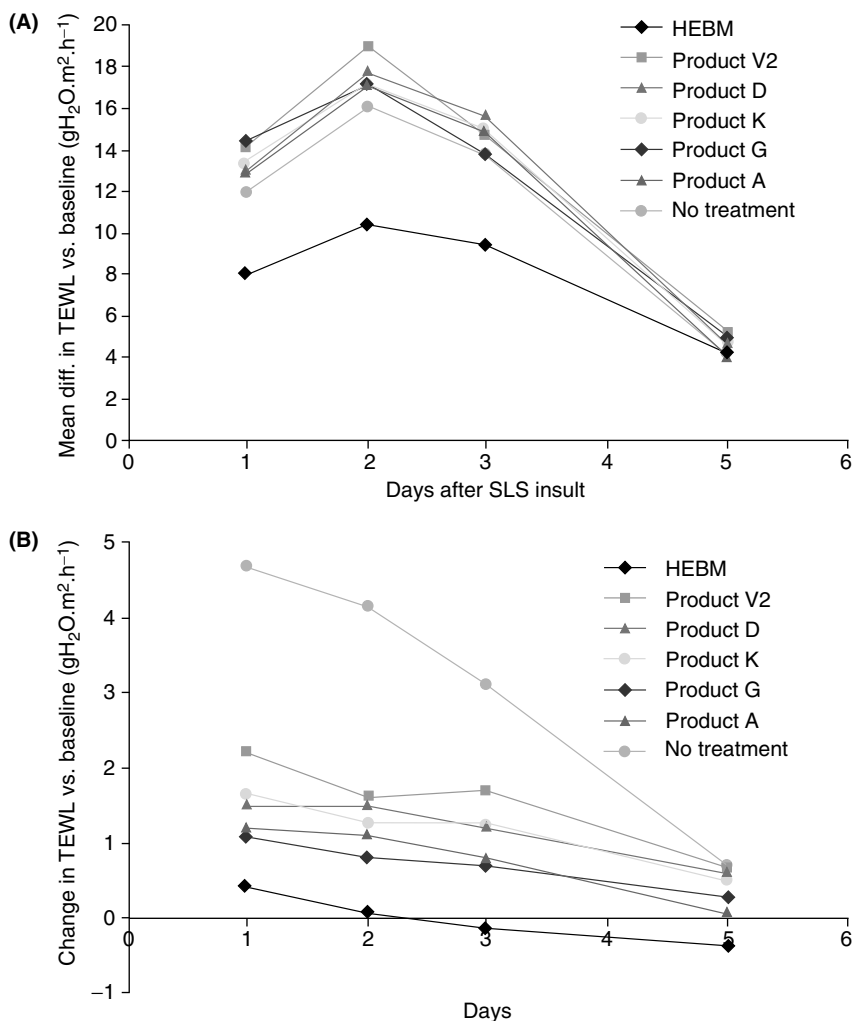 (A)
Mean diff. in TEWL vs. baseline (gH₂O.m².h⁻¹)
20
18
16
14
12
10
8
6
4
2
0
0 1 2 3 4 5 6
Days after SLS insult
HEBM
Product V2
Product D
Product K
Product G
Product A
No treatment
(B)
Change in TEWL vs. baseline (gH₂O.m².h⁻¹)
5
4
3
2
1
0
−1
0 1 2 3 4 5 6
Days
HEBM
Product V2
Product D
Product K
Product G
Product A
No treatment